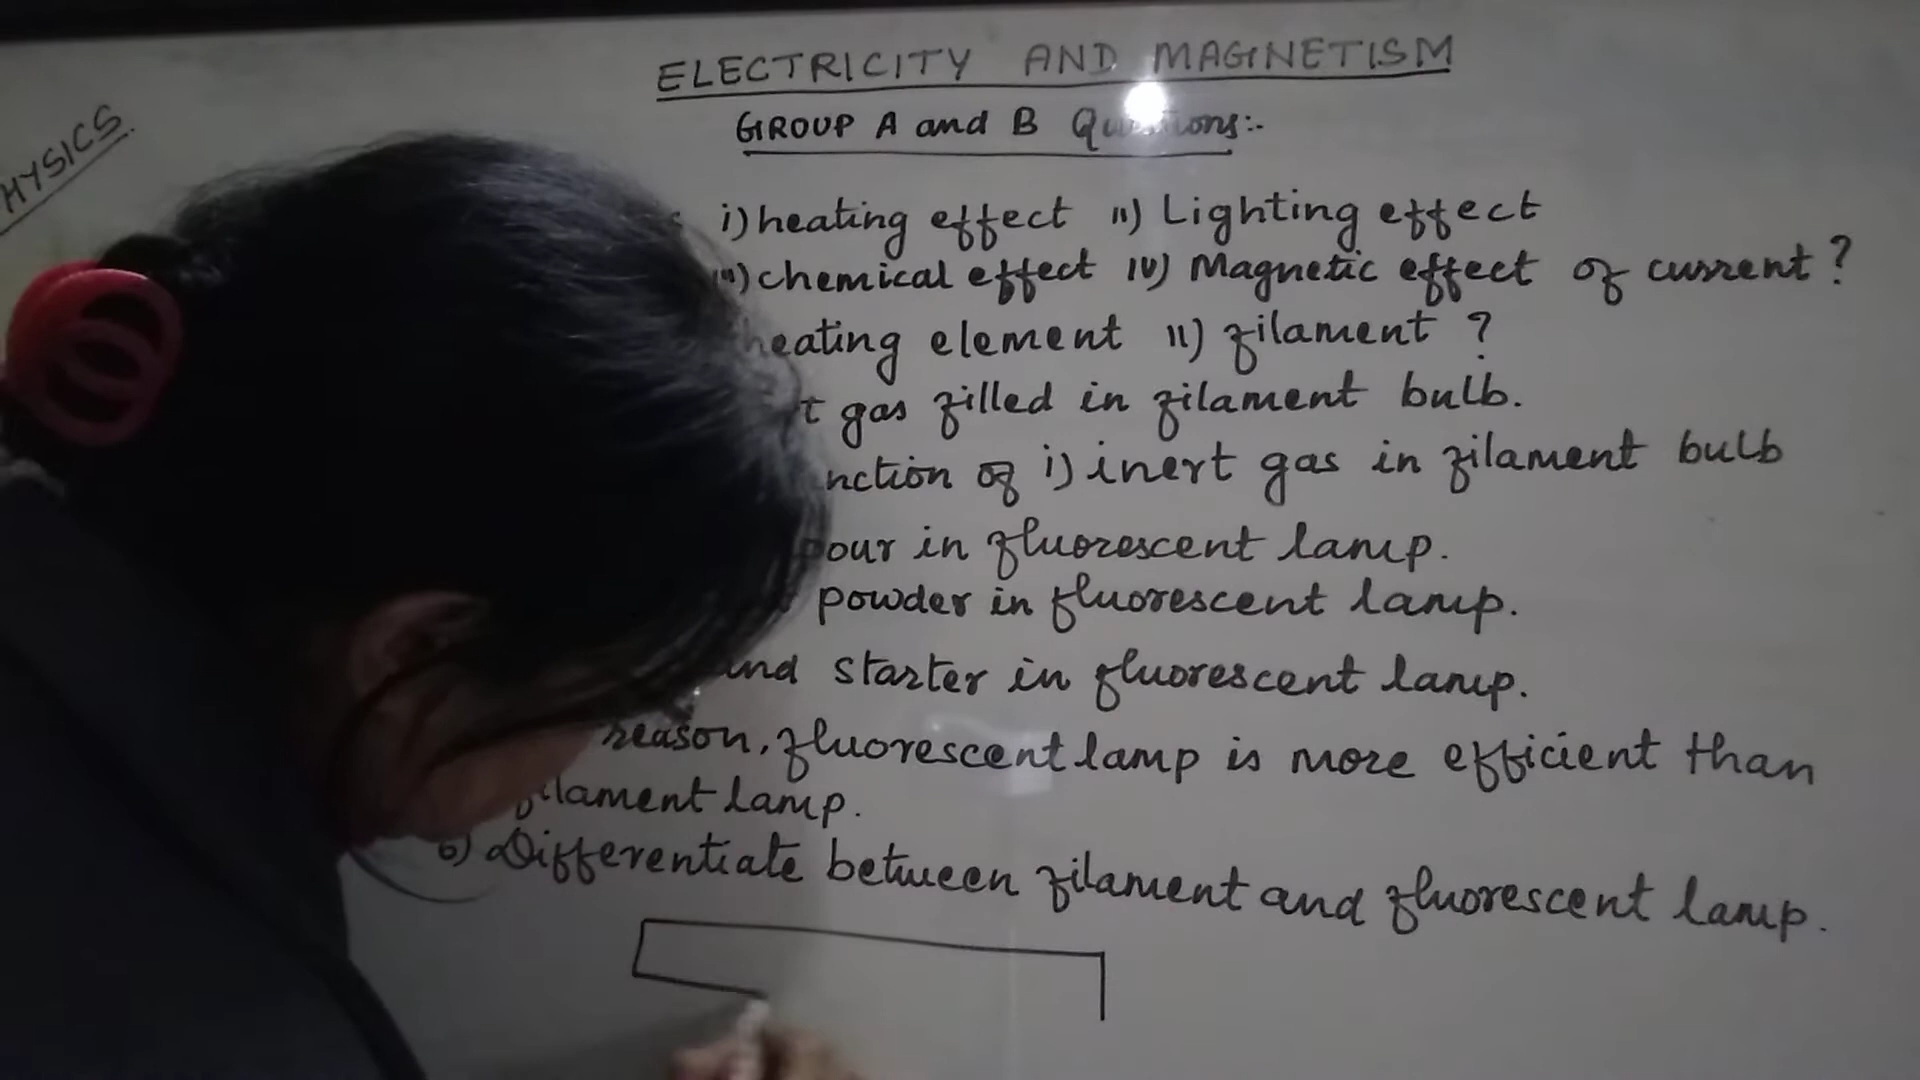 ELECTRICITY AND MAGNETISM
GROUP A and B
HYSICS
i) heating effect ii) Lighting effect
chemical effect iv) Magnetic effect of current ?
heating element ii) filament ?
gas filled in filament bulb.
nction of i) inert gas in filament bulb
pour in fluorescent lamp.
powder in fluorescent lamp.
and starter in fluorescent lamp.
reason, fluorescent lamp is more efficient than
filament lamp.
6) Differentiate between filament and fluorescent lamp.